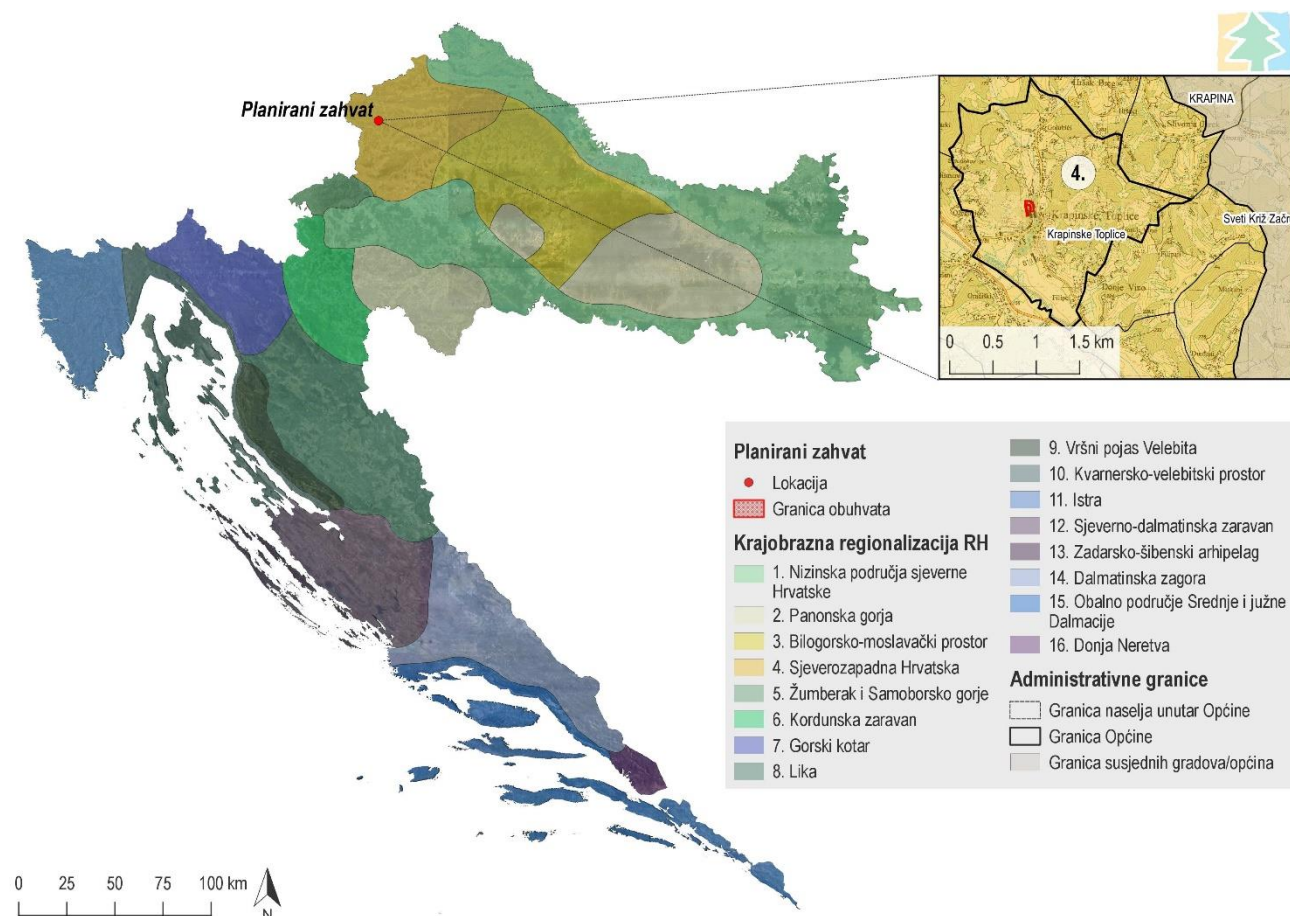 Planirani zahvat
KRAPINA
4.
Sveti Križ Začr
Krapinske Toplice
Krapinske Toplice
Donje Vino
0 0.5 1 1.5 km
Planirani zahvat
Lokacija
Granica obuhvata
Krajobrazna regionalizacija RH
1. Nizinska područja sjeverne
Hrvatske
2. Panonska gorja
3. Bilogorsko-moslavački prostor
4. Sjeverozapadna Hrvatska
5. Žumberak i Samoborsko gorje
6. Kordunska zaravan
7. Gorski kotar
8. Lika
9. Vršni pojas Velebita
10. Kvarnersko-velebitski prostor
11. Istra
12. Sjeverno-dalmatinska zaravan
13. Zadarsko-šibenski arhipelag
14. Dalmatinska zagora
15. Obalno područje Srednje i južne
Dalmacije
16. Donja Neretva
Administrativne granice
Granica naselja unutar Općine
Granica Općine
Granica susjednih gradova/općina
0 25 50 75 100 km
N